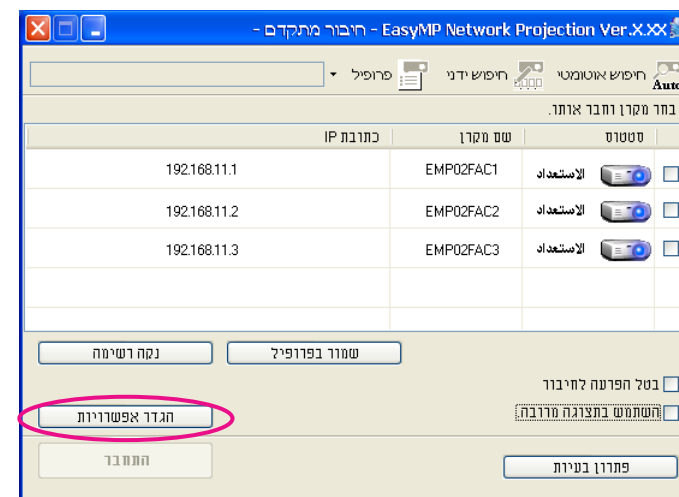 EasyMP Network Projection Ver.X.XX - חיבור מתקדם -
Auto חיפוש אוטומטי חיפוש ידני פרופיל
בחר מקרן וחבר אותו.
סטטוס שם מקרן כתובת IP
الاستعداد EMP02FAC1 192.168.11.1
الاستعداد EMP02FAC2 192.168.11.2
الاستعداد EMP02FAC3 192.168.11.3
שמור בפרופיל נקה רשימה
בטל הפרעה לחיבור
השתמש בתצוגה מרובה.
הגדר אפשרויות
פתרון בעיות התחבר